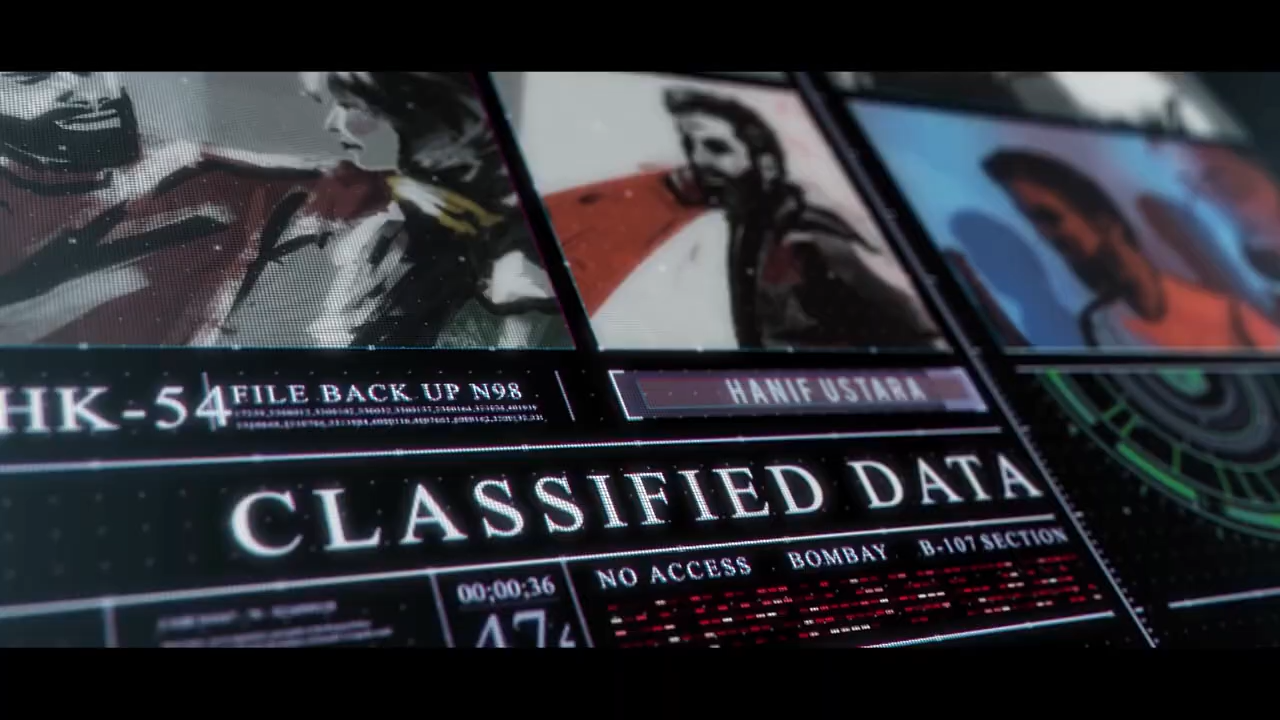 HK-54
FILE BACK UP N98
HANIF USTARA
CLASSIFIED DATA
00;00;36
NO ACCESS BOMBAY B-107 SECTION